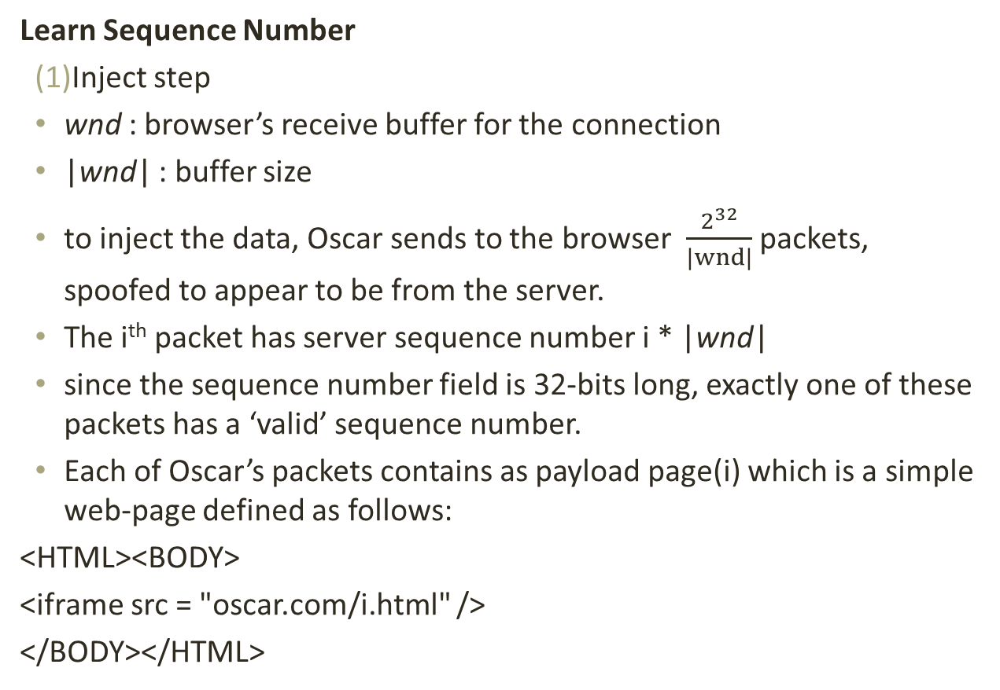 Learn Sequence Number
(1)Inject step
• wnd : browser’s receive buffer for the connection
• |wnd| : buffer size
• to inject the data, Oscar sends to the browser 2^32/|wnd| packets,
spoofed to appear to be from the server.
• The i^th packet has server sequence number i * |wnd|
• since the sequence number field is 32-bits long, exactly one of these
packets has a ‘valid’ sequence number.
• Each of Oscar’s packets contains as payload page(i) which is a simple
web-page defined as follows:
<HTML><BODY>
<iframe src = "oscar.com/i.html" />
</BODY></HTML>